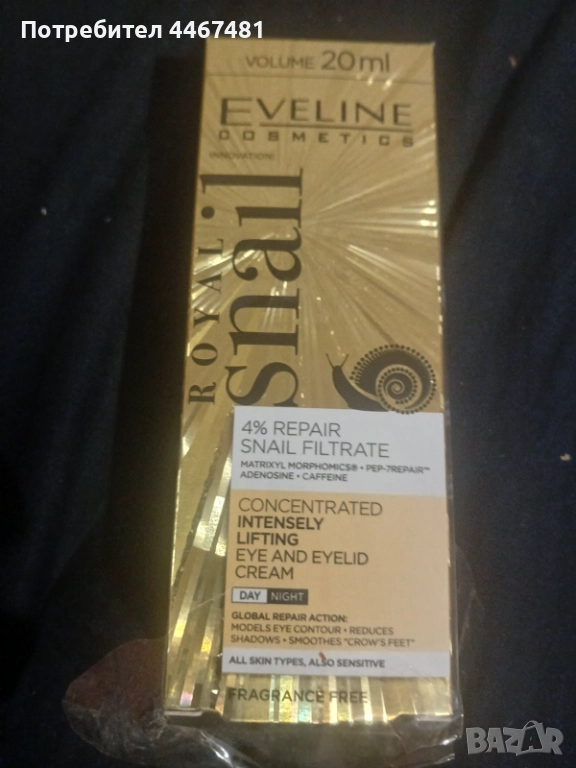 Потребител 4467481
VOLUME 20ml
EVELINE
COSMETICS
INNOVATION!
ROYAL
snail
4% REPAIR
SNAIL FILTRATE
MATRIXYL MORPHOMICS® • PEP-7REPAIR™
ADENOSINE • CAFFEINE
CONCENTRATED
INTENSELY
LIFTING
EYE AND EYELID
CREAM
DAY NIGHT
GLOBAL REPAIR ACTION:
MODELS EYE CONTOUR • REDUCES
SHADOWS • SMOOTHES "CROW'S FEET"
ALL SKIN TYPES, ALSO SENSITIVE
FRAGRANCE FREE
BAZAR